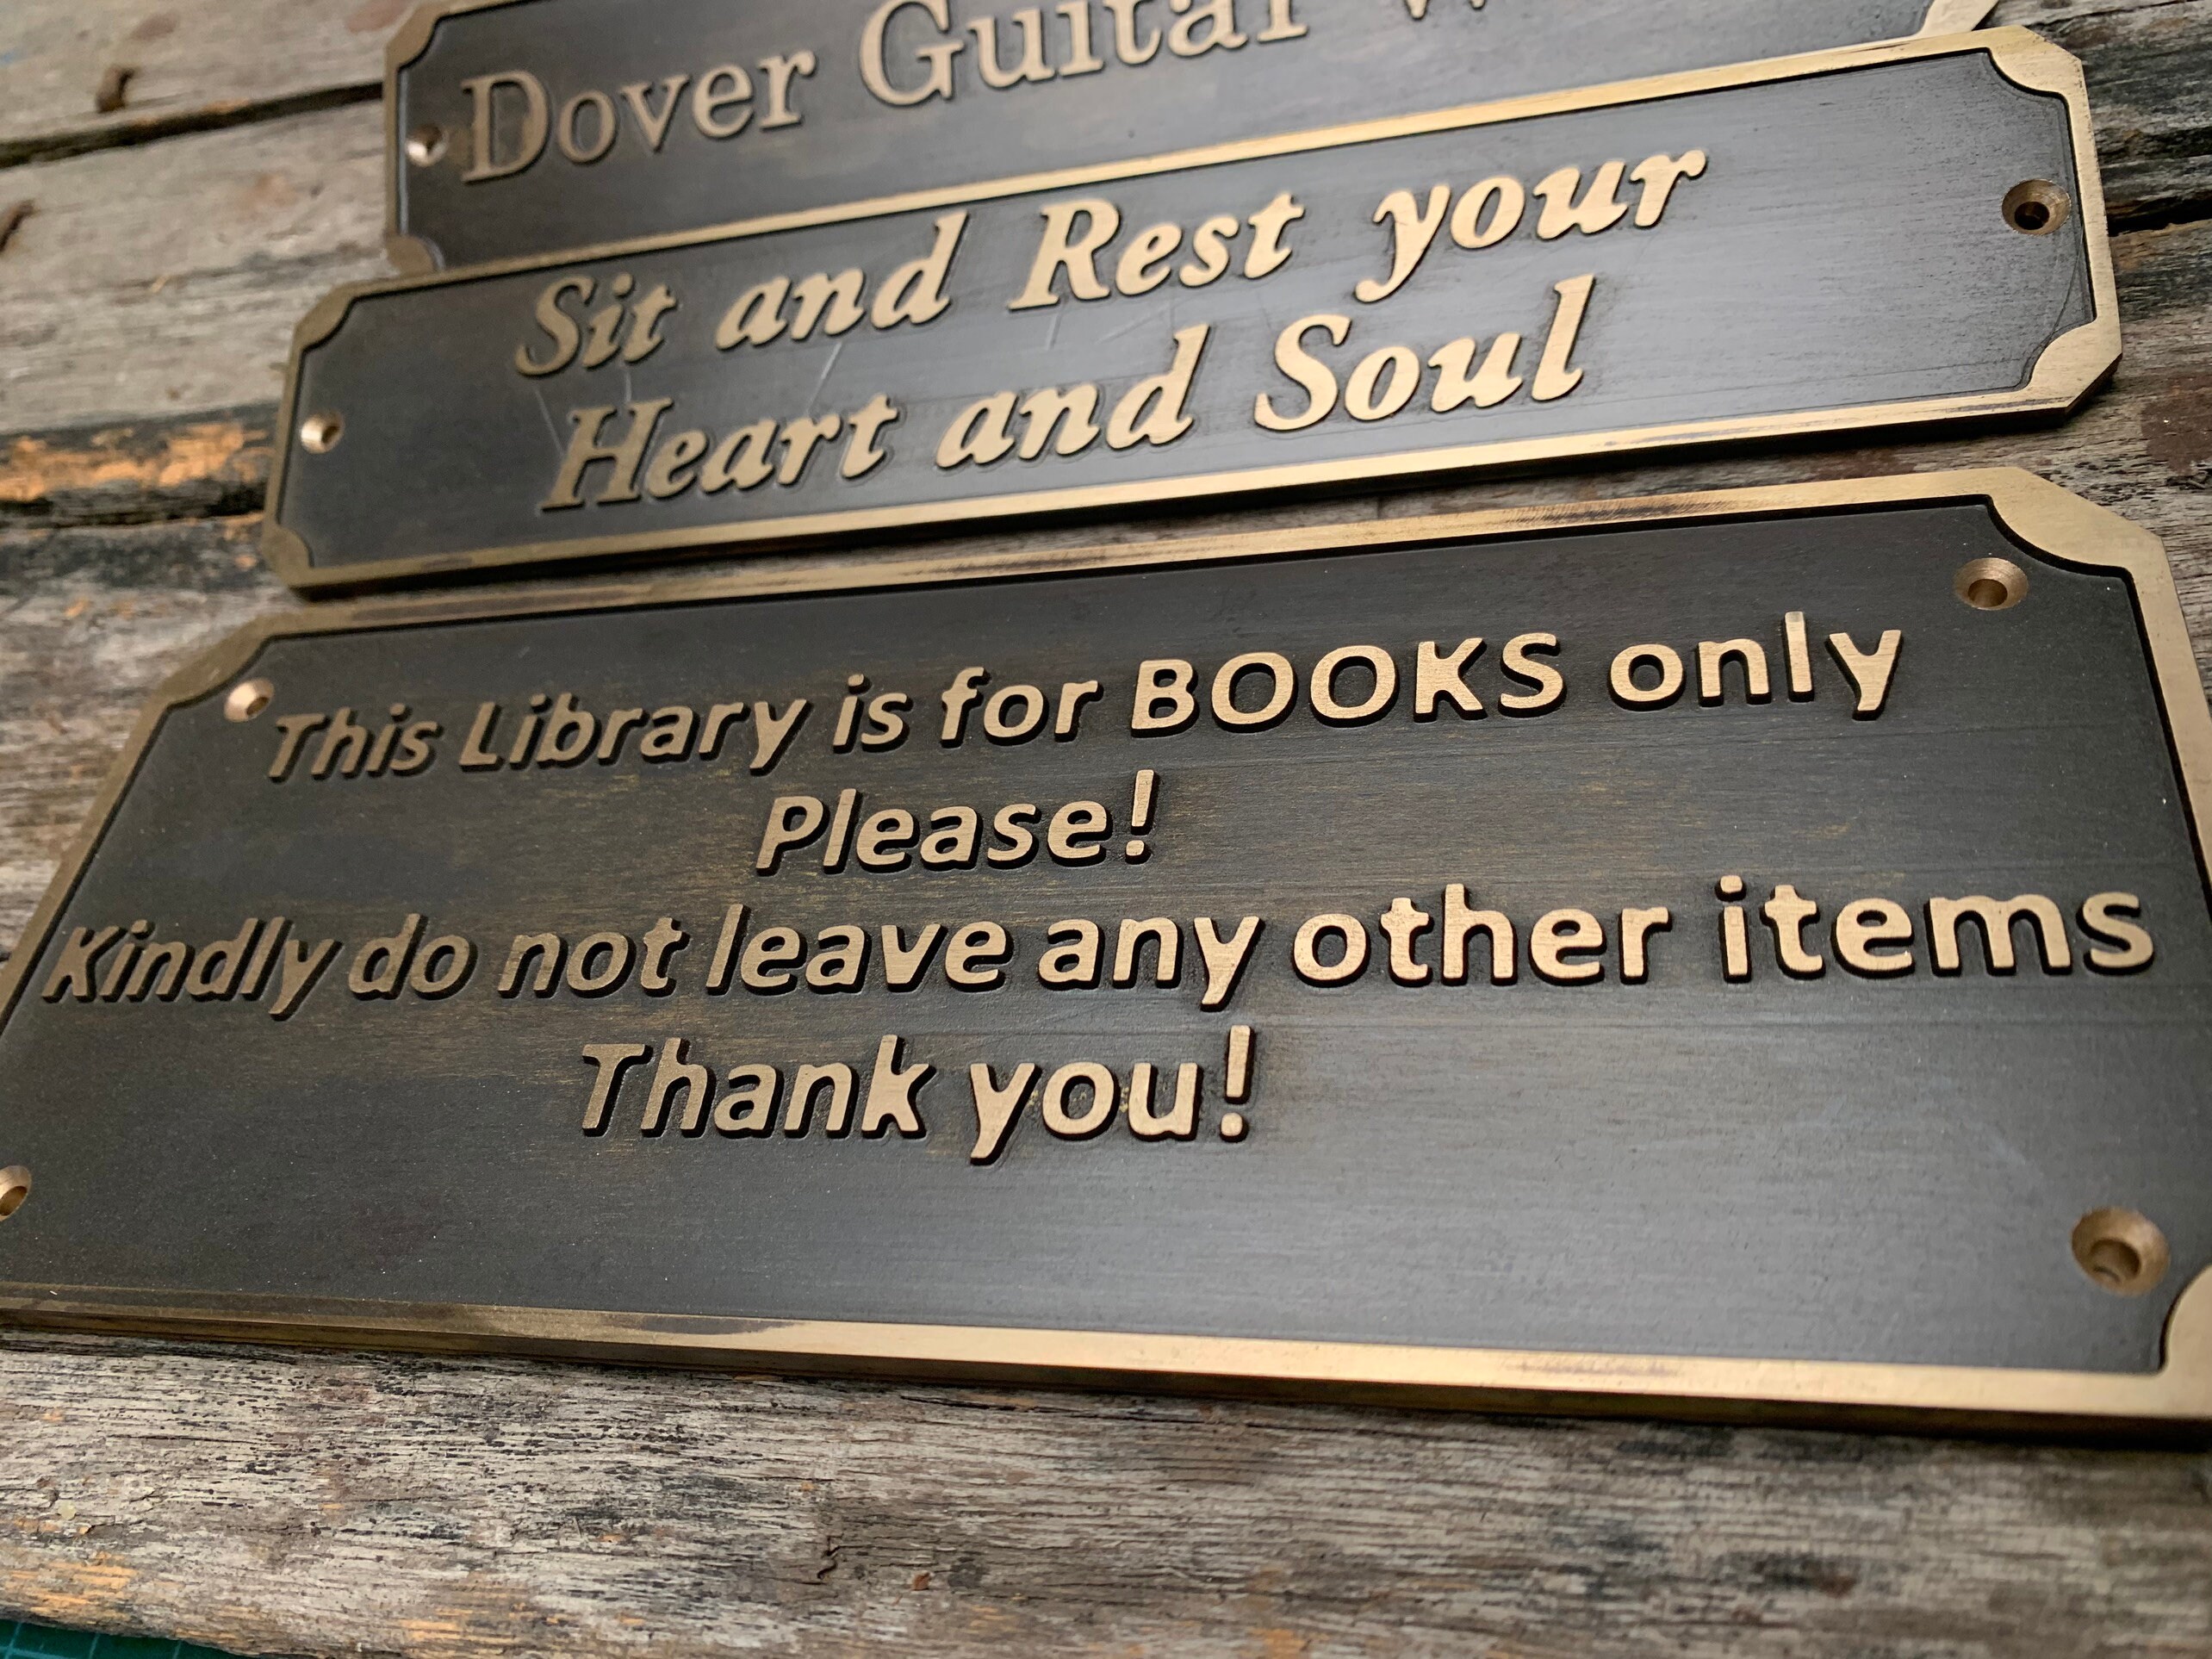 Dover Guitar
Sit and Rest your
Heart and Soul
This Library is for BOOKS only
Please!
Kindly do not leave any other items
Thank you!